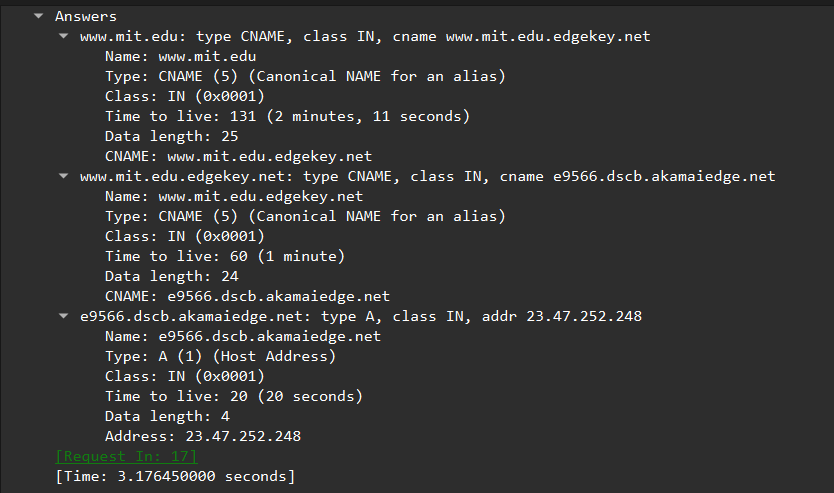 Answers
www.mit.edu: type CNAME, class IN, cname www.mit.edu.edgekey.net
Name: www.mit.edu
Type: CNAME (5) (Canonical NAME for an alias)
Class: IN (0x0001)
Time to live: 131 (2 minutes, 11 seconds)
Data length: 25
CNAME: www.mit.edu.edgekey.net
www.mit.edu.edgekey.net: type CNAME, class IN, cname e9566.dscb.akamaiedge.net
Name: www.mit.edu.edgekey.net
Type: CNAME (5) (Canonical NAME for an alias)
Class: IN (0x0001)
Time to live: 60 (1 minute)
Data length: 24
CNAME: e9566.dscb.akamaiedge.net
e9566.dscb.akamaiedge.net: type A, class IN, addr 23.47.252.248
Name: e9566.dscb.akamaiedge.net
Type: A (1) (Host Address)
Class: IN (0x0001)
Time to live: 20 (20 seconds)
Data length: 4
Address: 23.47.252.248
[Request In: 17]
[Time: 3.176450000 seconds]